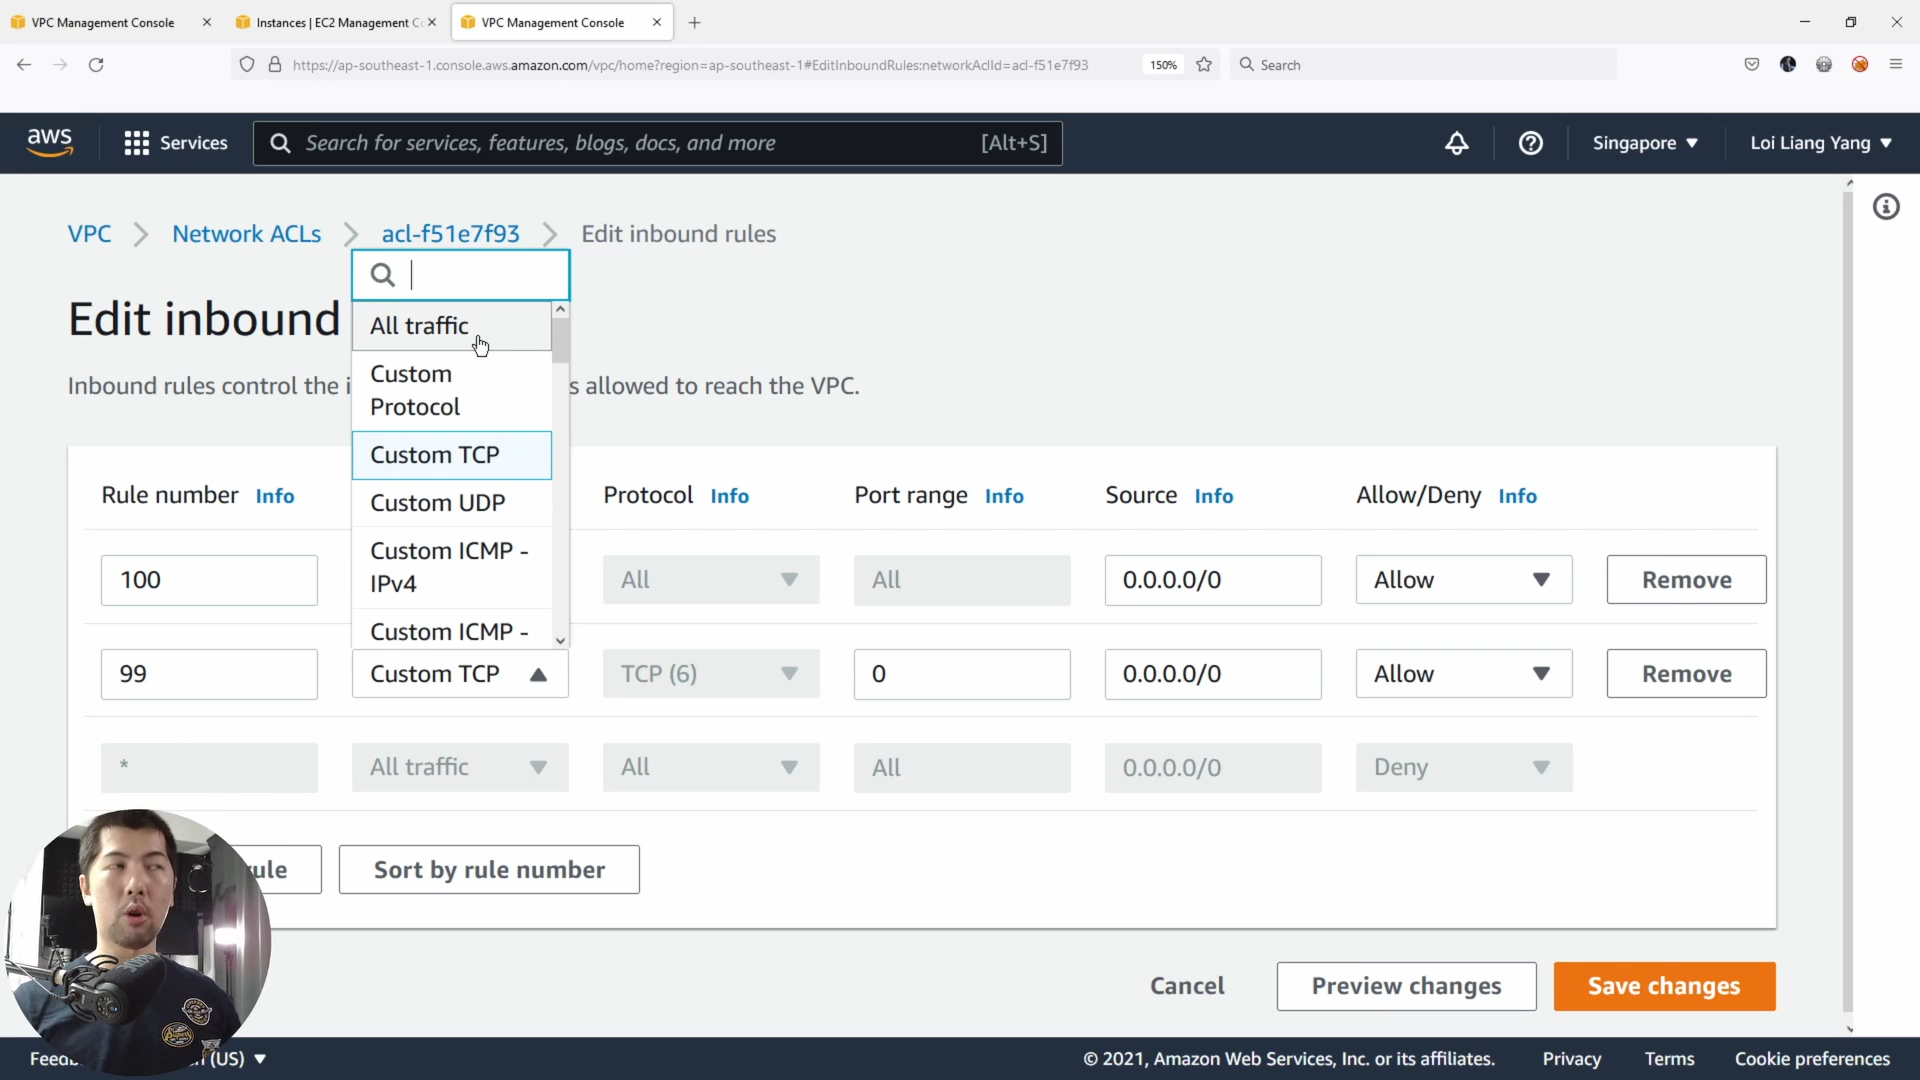 VPC Management Console
Instances | EC2 Management Co
VPC Management Console
https://ap-southeast-1.console.aws.amazon.com/vpc/home?region=ap-southeast-1#EditInboundRules:networkAclId=acl-f51e7f93
150%
Search
aws
Services
Search for services, features, blogs, docs, and more
[Alt+S]
Singapore
Loi Liang Yang
VPC
Network ACLs
acl-f51e7f93
Edit inbound rules
Edit inbound
All traffic
Inbound rules control the i
s allowed to reach the VPC.
Custom
Protocol
Custom TCP
Custom UDP
Custom ICMP -
IPv4
Custom ICMP -
Rule number Info
Protocol Info
Port range Info
Source Info
Allow/Deny Info
100
All
All
0.0.0.0/0
Allow
Remove
99
Custom TCP
TCP (6)
0
0.0.0.0/0
Allow
Remove
*
All traffic
All
All
0.0.0.0/0
Deny
ule
Sort by rule number
Cancel
Preview changes
Save changes
Feedb
(US)
© 2021, Amazon Web Services, Inc. or its affiliates.
Privacy
Terms
Cookie preferences